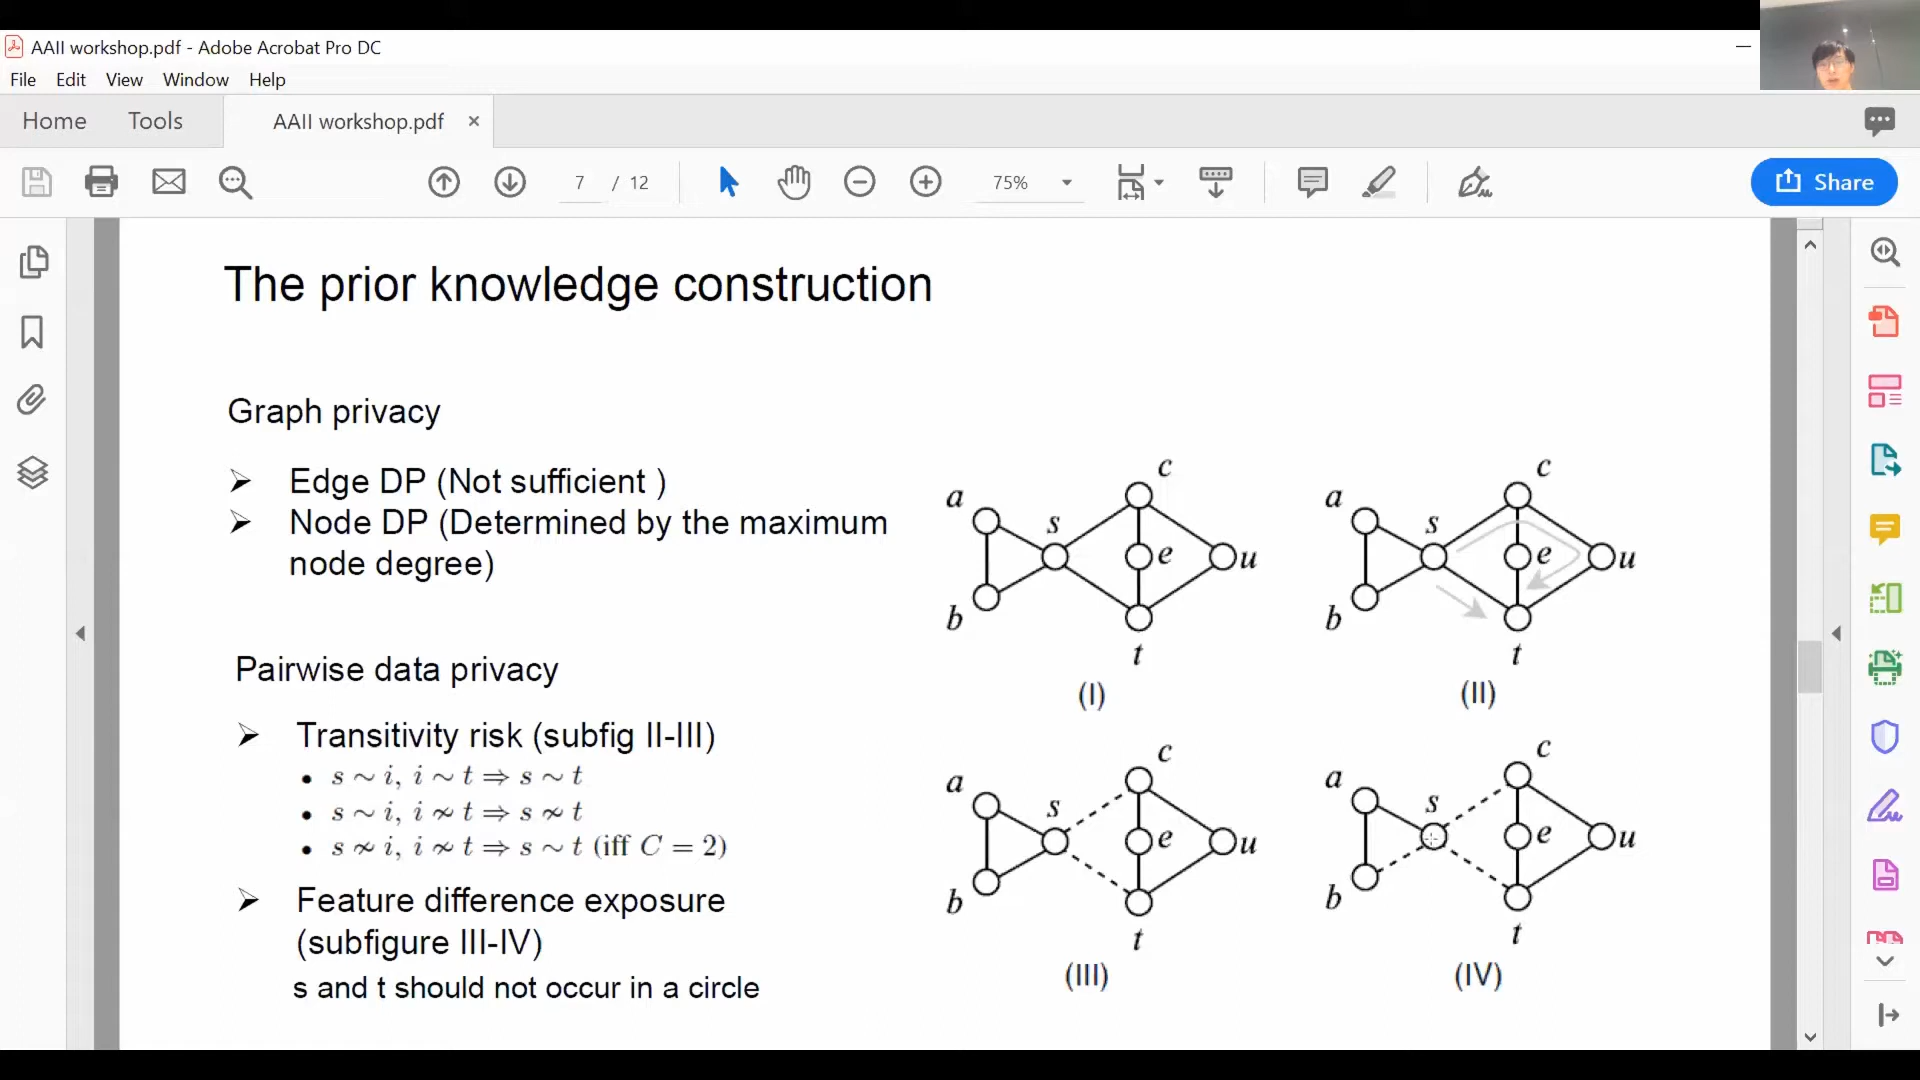 AAII workshop.pdf - Adobe Acrobat Pro DC
File Edit View Window Help
Home Tools AAII workshop.pdf ×
7 / 12 75% Share
The prior knowledge construction
Graph privacy
Edge DP (Not sufficient )
Node DP (Determined by the maximum
node degree)
Pairwise data privacy
Transitivity risk (subfig II-III)
• s ∼ i, i ∼ t ⇒ s ∼ t
• s ∼ i, i ≁ t ⇒ s ≁ t
• s ≁ i, i ≁ t ⇒ s ∼ t (iff C = 2)
Feature difference exposure
(subfigure III-IV)
s and t should not occur in a circle
a b s c e t u
(I)
a b s c e t u
(II)
a b s c e t u
(III)
a b s c e t u
(IV)